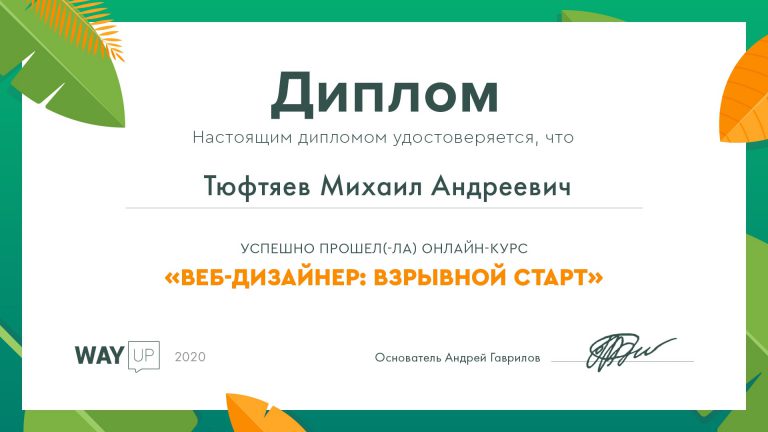 Диплом
Настоящим дипломом удостоверяется, что
Тюфтяев Михаил Андреевич
УСПЕШНО ПРОШЕЛ(-ЛА) ОНЛАЙН-КУРС
«ВЕБ-ДИЗАЙНЕР: ВЗРЫВНОЙ СТАРТ»
WAY UP 2020
Основатель Андрей Гаврилов